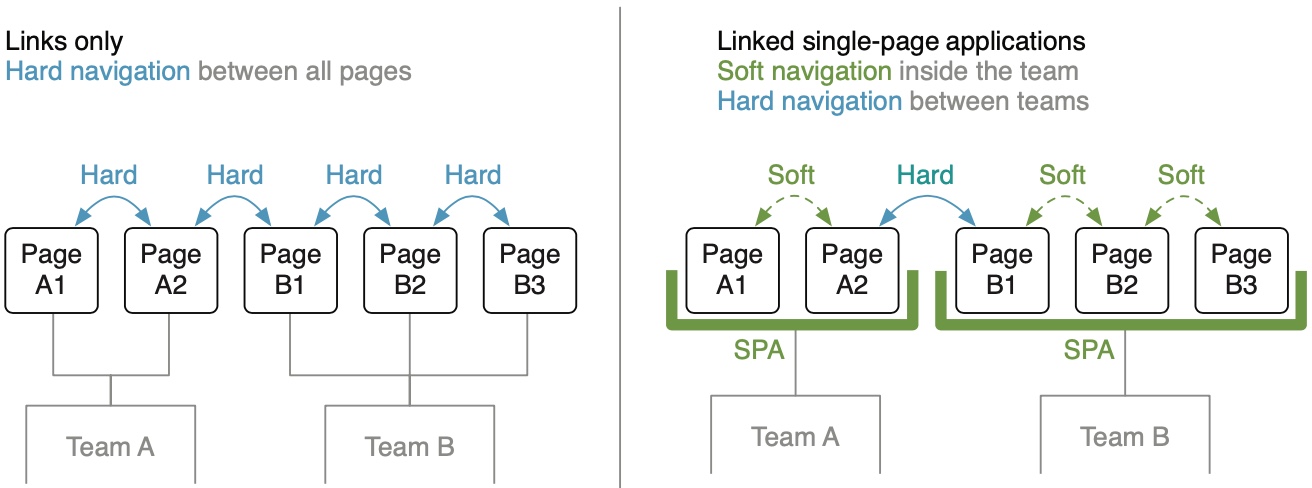 Links only
Hard navigation between all pages
Hard Hard Hard Hard
Page A1
Page A2
Page B1
Page B2
Page B3
Team A
Team B
Linked single-page applications
Soft navigation inside the team
Hard navigation between teams
Soft Hard Soft Soft
Page A1
Page A2
Page B1
Page B2
Page B3
SPA
SPA
Team A
Team B